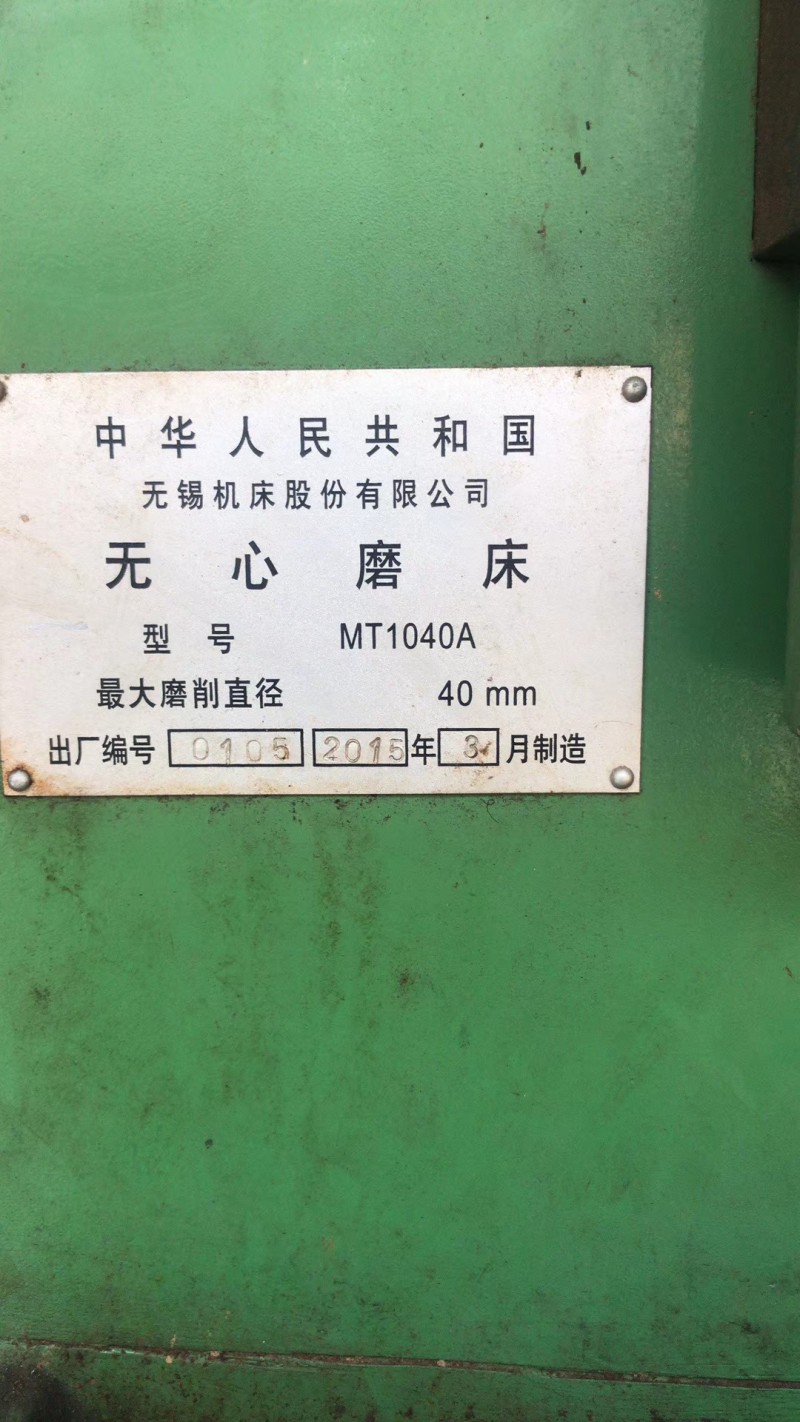 中华人民共和国
无锡机床股份有限公司
无心磨床
型号 MT1040A
最大磨削直径 40 mm
出厂编号 0105 2015年3月制造